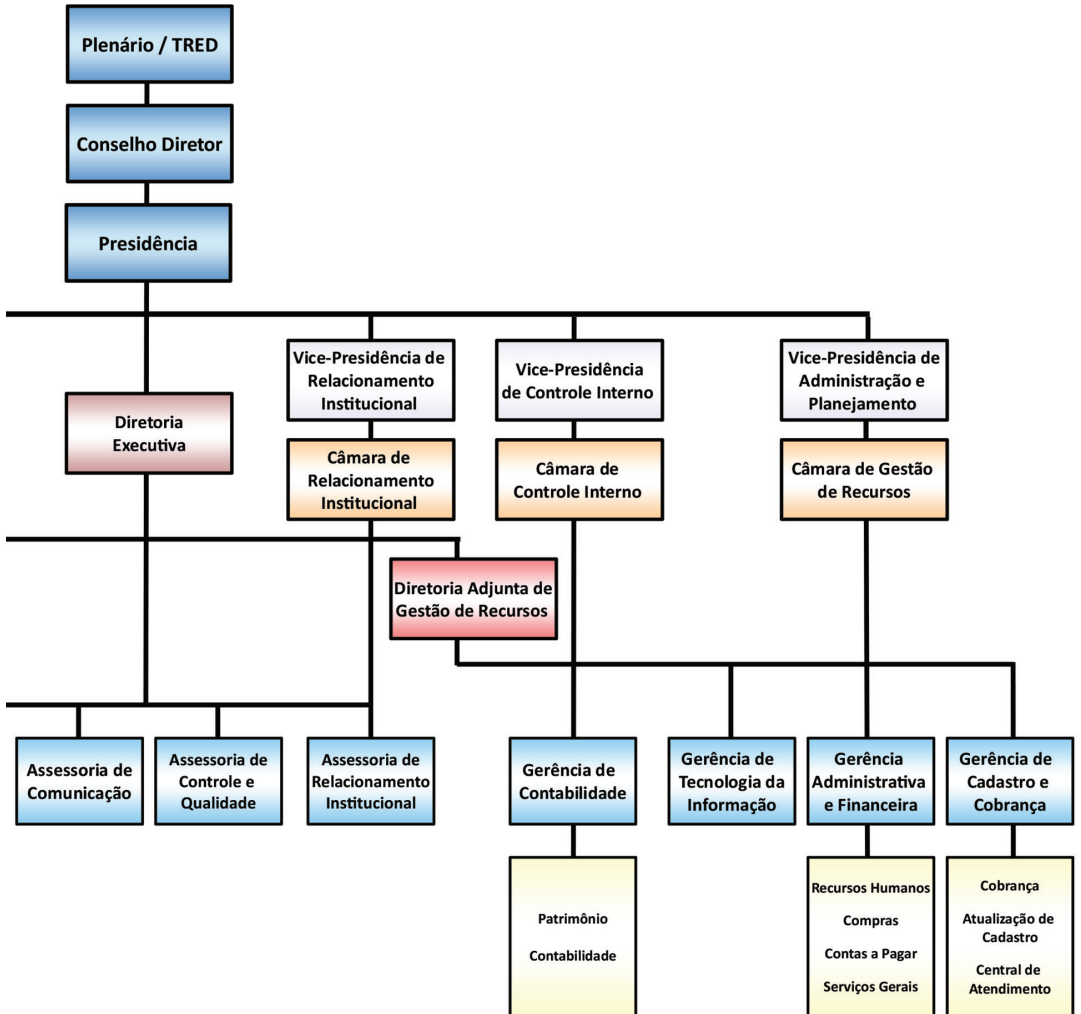 Plenário / TRED
Conselho Diretor
Presidência
Vice-Presidência de
Relacionamento
Institucional
Vice-Presidência
de Controle Interno
Vice-Presidência de
Administração e
Planejamento
Diretoria
Executiva
Câmara de
Relacionamento
Institucional
Câmara de
Controle Interno
Câmara de Gestão
de Recursos
Diretoria Adjunta de
Gestão de Recursos
Assessoria de
Comunicação
Assessoria de
Controle e
Qualidade
Assessoria de
Relacionamento
Institucional
Gerência de
Contabilidade
Gerência de
Tecnologia da
Informação
Gerência
Administrativa
e Financeira
Gerência de
Cadastro e
Cobrança
Patrimônio
Contabilidade
Recursos Humanos
Compras
Contas a Pagar
Serviços Gerais
Cobrança
Atualização de
Cadastro
Central de
Atendimento